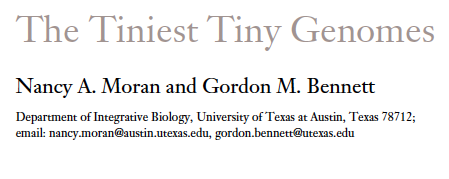 The Tiniest Tiny Genomes
Nancy A. Moran and Gordon M. Bennett
Department of Integrative Biology, University of Texas at Austin, Texas 78712;
email: nancy.moran@austin.utexas.edu, gordon.bennett@utexas.edu